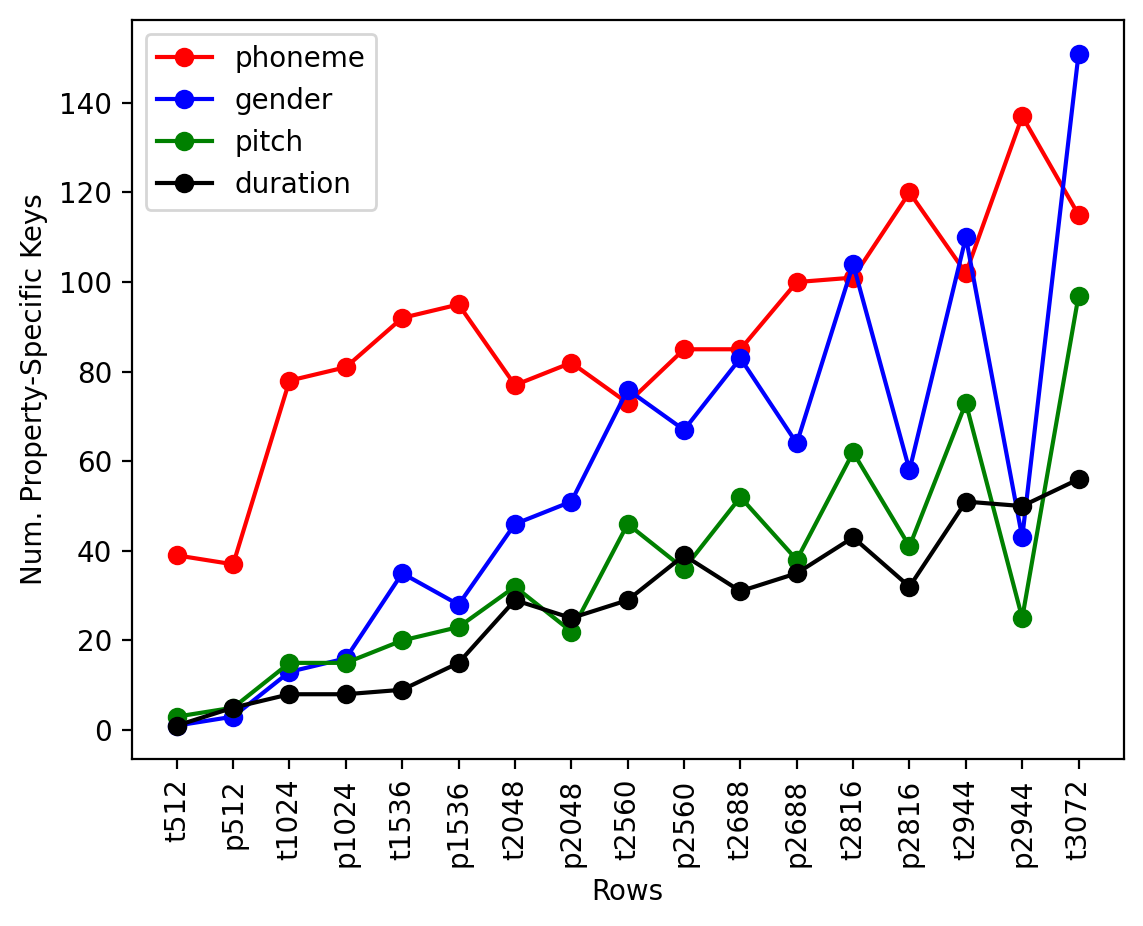 phoneme
gender
pitch
duration
Num. Property-Specific Keys
140
120
100
80
60
40
20
0
t512
p512
t1024
p1024
t1536
p1536
t2048
p2048
t2560
p2560
t2688
p2688
t2816
p2816
t2944
p2944
t3072
Rows